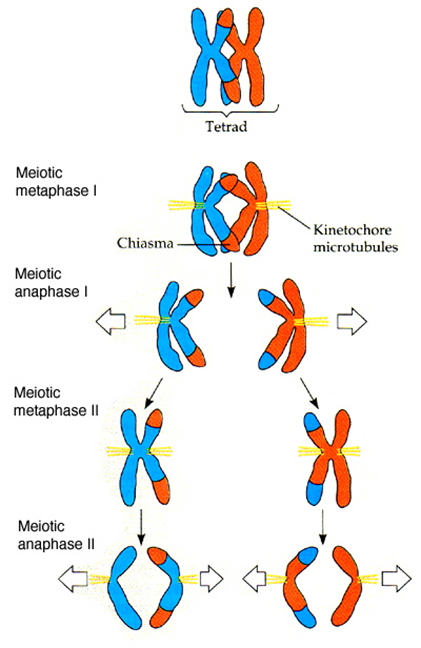 Tetrad
Meiotic
metaphase I
Chiasma
Kinetochore
microtubules
Meiotic
anaphase I
Meiotic
metaphase II
Meiotic
anaphase II